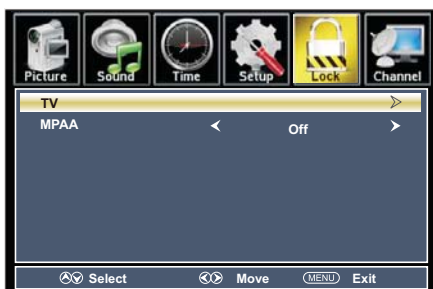 Picture Sound Time Setup Lock Channel
TV
MPAA Off
Select Move MENU Exit